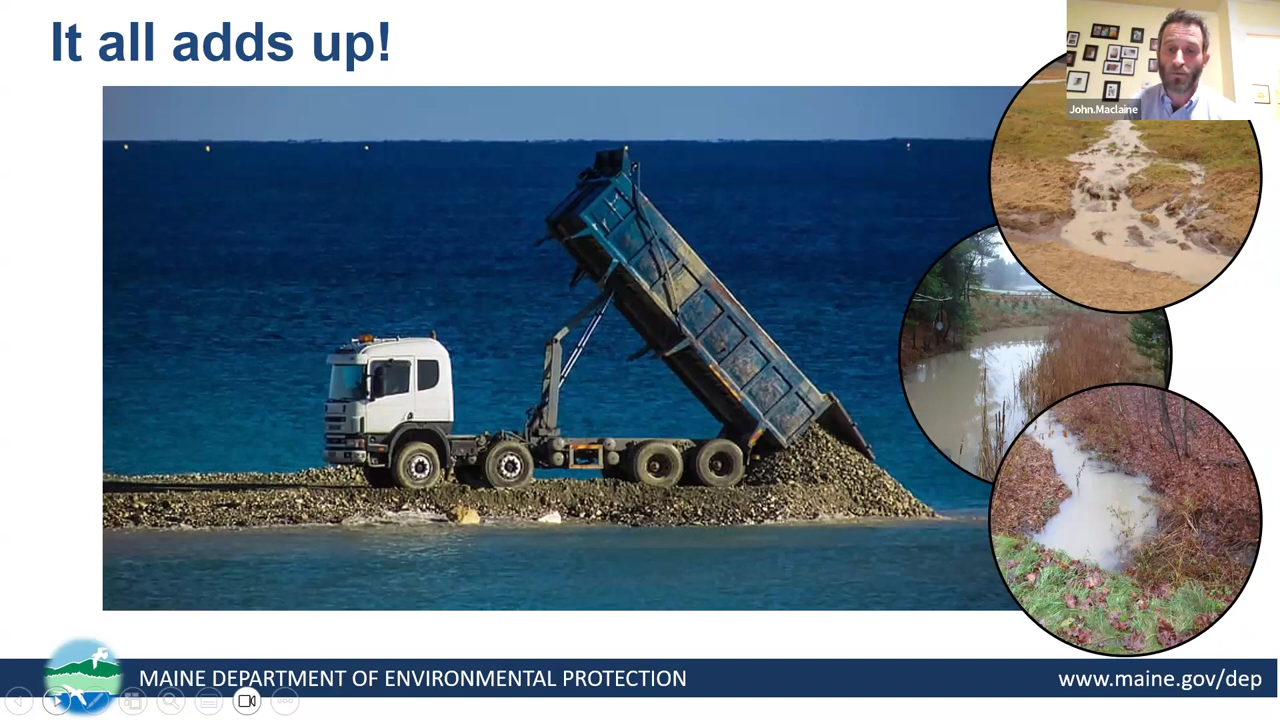 It all adds up!
John.Maclaine
MAINE DEPARTMENT OF ENVIRONMENTAL PROTECTION
www.maine.gov/dep